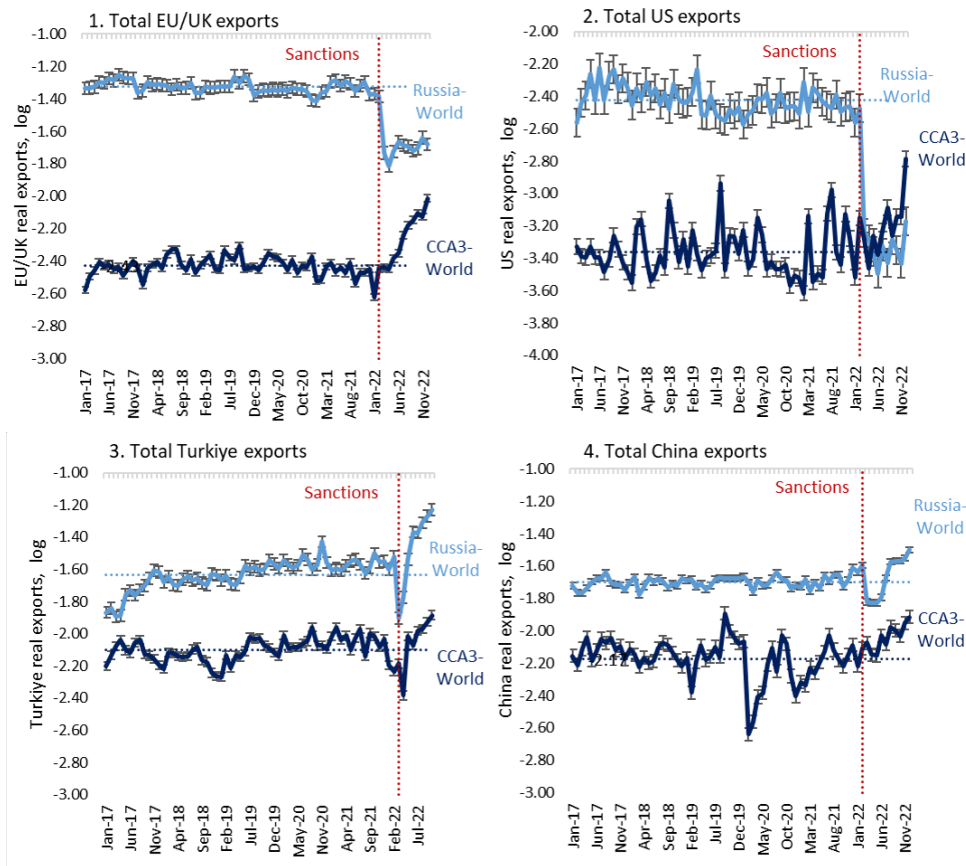 1. Total EU/UK exports
EU/UK real exports, log
-1.00
-1.20
-1.40
-1.60
-1.80
-2.00
-2.20
-2.40
-2.60
-2.80
-3.00
Sanctions
Russia-
World
CCA3-
World
Jan-17
Jun-17
Nov-17
Apr-18
Sep-18
Feb-19
Jul-19
Dec-19
May-20
Oct-20
Mar-21
Aug-21
Jan-22
Jun-22
Nov-22
2. Total US exports
US real exports, log
-2.00
-2.20
-2.40
-2.60
-2.80
-3.00
-3.20
-3.40
-3.60
-3.80
-4.00
Sanctions
Russia-
World
CCA3-
World
Jan-17
Jun-17
Nov-17
Apr-18
Sep-18
Feb-19
Jul-19
Dec-19
May-20
Oct-20
Mar-21
Aug-21
Jan-22
Jun-22
Nov-22
3. Total Turkiye exports
Turkiye real exports, log
-1.00
-1.20
-1.40
-1.60
-1.80
-2.00
-2.20
-2.40
-2.60
-2.80
-3.00
Sanctions
Russia-
World
CCA3-
World
Jan-17
Jun-17
Nov-17
Apr-18
Sep-18
Feb-19
Jul-19
Dec-19
May-20
Nov-20
Apr-21
Sep-21
Feb-22
Jul-22
4. Total China exports
China real exports, log
-1.00
-1.20
-1.40
-1.60
-1.80
-2.00
-2.20
-2.40
-2.60
-2.80
-3.00
Sanctions
Russia-
World
CCA3-
World
Jan-17
Jun-17
Nov-17
Apr-18
Sep-18
Feb-19
Jul-19
Dec-19
May-20
Oct-20
Mar-21
Aug-21
Jan-22
Jun-22
Nov-22